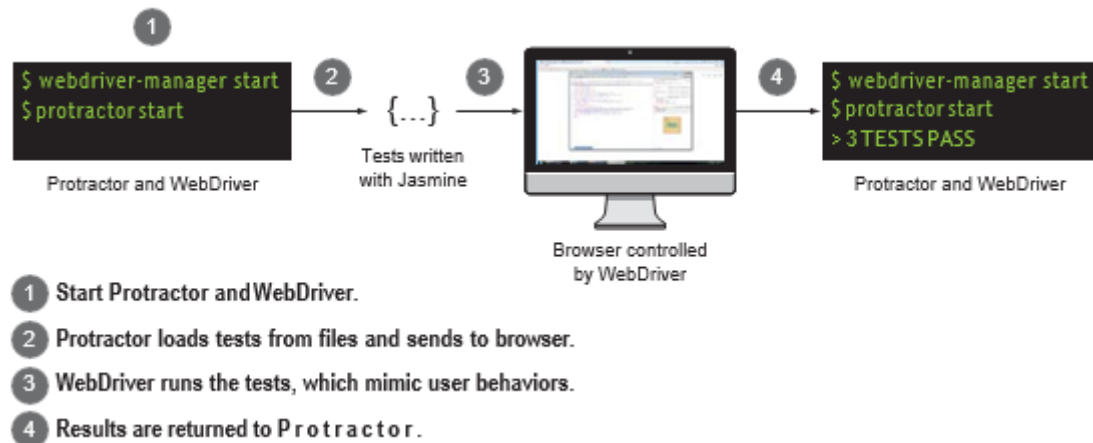 1
$ webdriver-manager start
$ protractor start
Protractor and WebDriver
2
{...}
Tests written
with Jasmine
3
Browser controlled
by WebDriver
4
$ webdriver-manager start
$ protractor start
> 3 TESTS PASS
Protractor and WebDriver
1 Start Protractor and WebDriver.
2 Protractor loads tests from files and sends to browser.
3 WebDriver runs the tests, which mimic user behaviors.
4 Results are returned to Protractor.